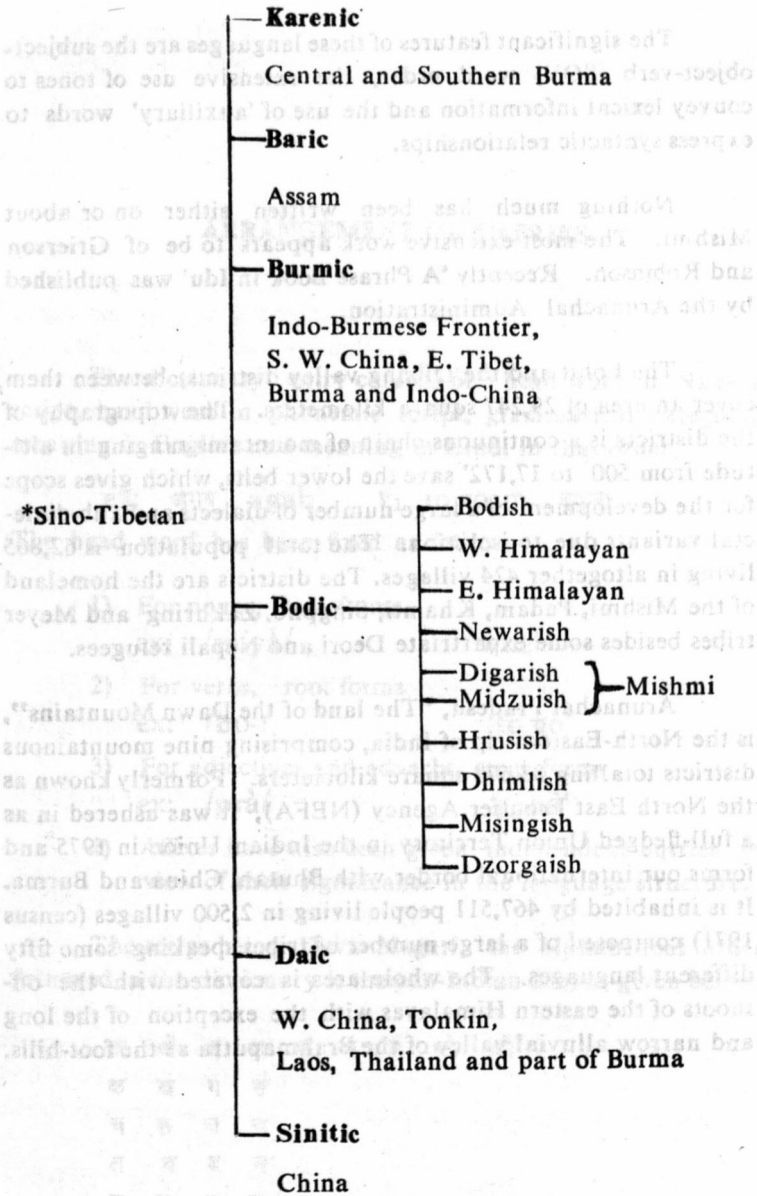 Karenic
Central and Southern Burma
Baric
Assam
Burmic
Indo-Burmese Frontier,
S. W. China, E. Tibet,
Burma and Indo-China
*Sino-Tibetan
Bodic
Bodish
W. Himalayan
E. Himalayan
Newarish
Digarish
Midzuish
Mishmi
Hrusish
Dhimlish
Misingish
Dzorgaish
Daic
W. China, Tonkin,
Laos, Thailand and part of Burma
Sinitic
China